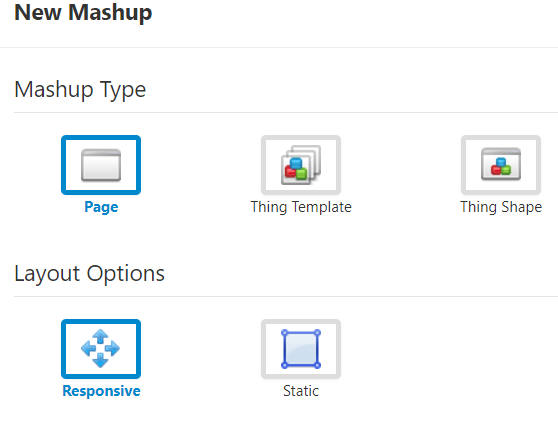 New Mashup
Mashup Type
Page
Thing Template
Thing Shape
Layout Options
Responsive
Static